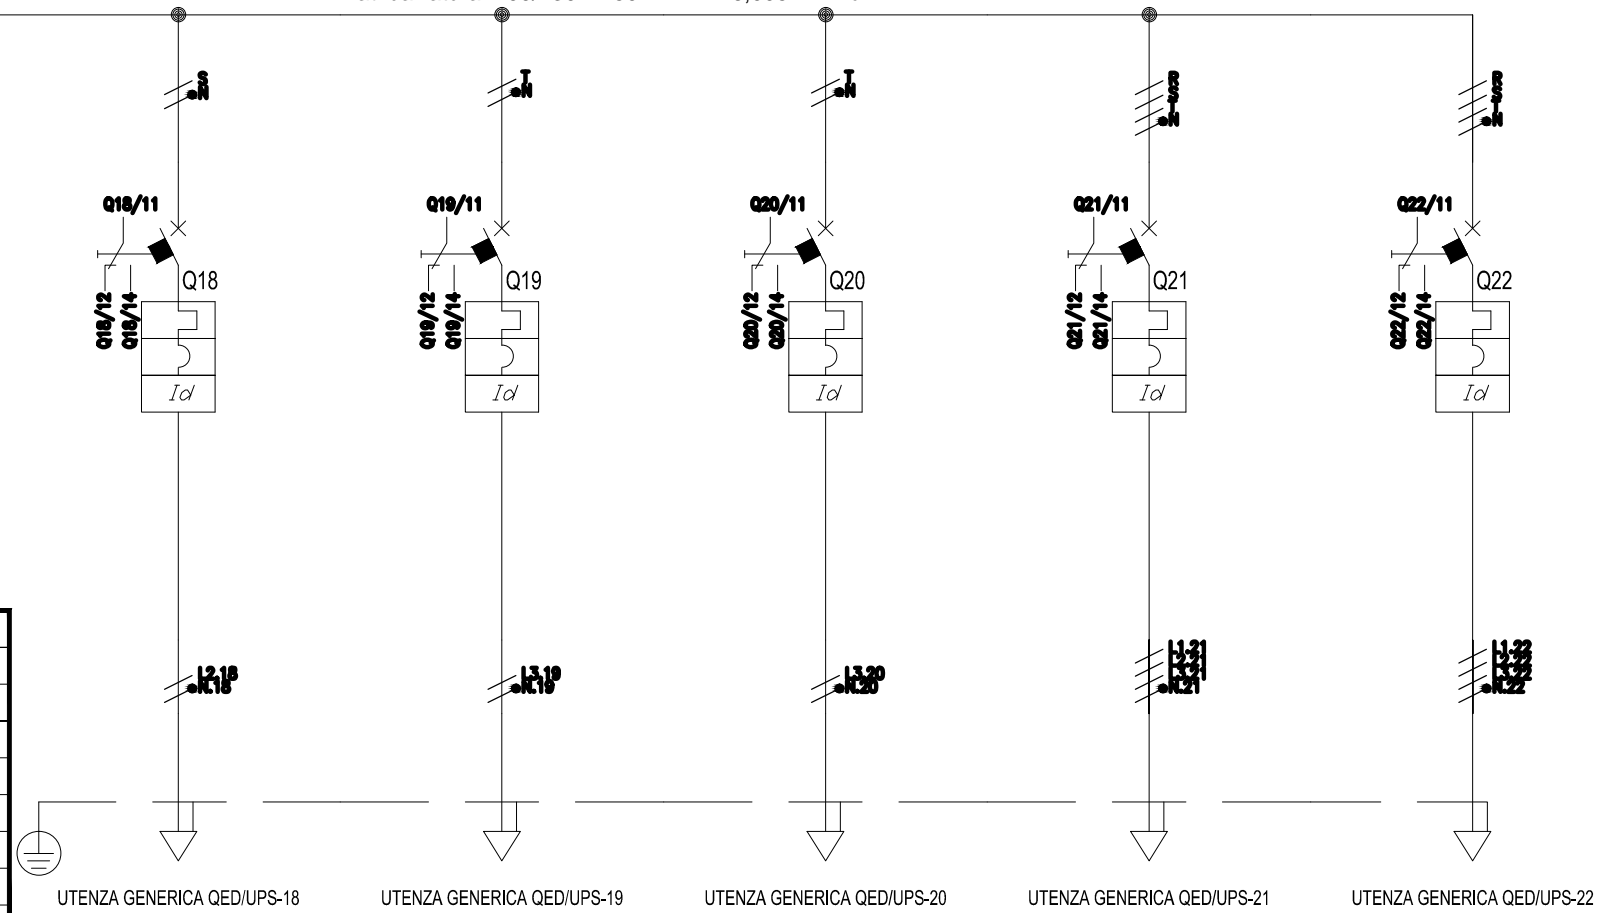 S
N
T
N
T
N
R
S
T
N
R
S
T
N
Q18/11
Q19/11
Q20/11
Q21/11
Q22/11
Q18
Q19
Q20
Q21
Q22
Q18/12
Q18/14
Q19/12
Q19/14
Q20/12
Q20/14
Q21/12
Q21/14
Q22/12
Q22/14
Id
Id
Id
Id
Id
L2.18
N.18
L3.19
N.19
L3.20
N.20
L1.21
L2.21
L3.21
N.21
L1.22
L2.22
L3.22
N.22
UTENZA GENERICA QED/UPS-18
UTENZA GENERICA QED/UPS-19
UTENZA GENERICA QED/UPS-20
UTENZA GENERICA QED/UPS-21
UTENZA GENERICA QED/UPS-22